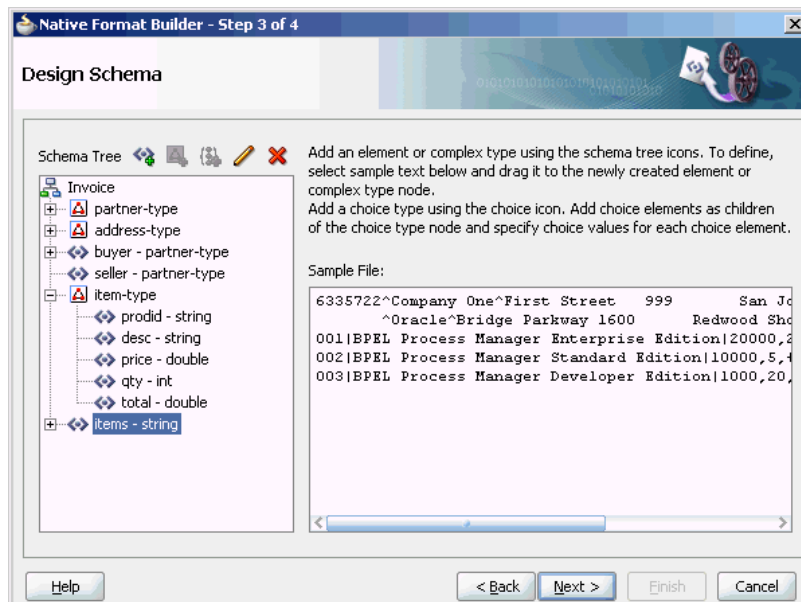 Native Format Builder - Step 3 of 4
Design Schema
Schema Tree
Invoice
partner-type
address-type
buyer - partner-type
seller - partner-type
item-type
prodid - string
desc - string
price - double
qty - int
total - double
items - string
Add an element or complex type using the schema tree icons. To define,
select sample text below and drag it to the newly created element or
complex type node.
Add a choice type using the choice icon. Add choice elements as children
of the choice type node and specify choice values for each choice element.
Sample File:
6335722^Company One^First Street 999 San Jo
^Oracle^Bridge Parkway 1600 Redwood Sho
001|BPEL Process Manager Enterprise Edition|20000,2
002|BPEL Process Manager Standard Edition|10000,5,
003|BPEL Process Manager Developer Edition|1000,20,
Help
< Back
Next >
Finish
Cancel